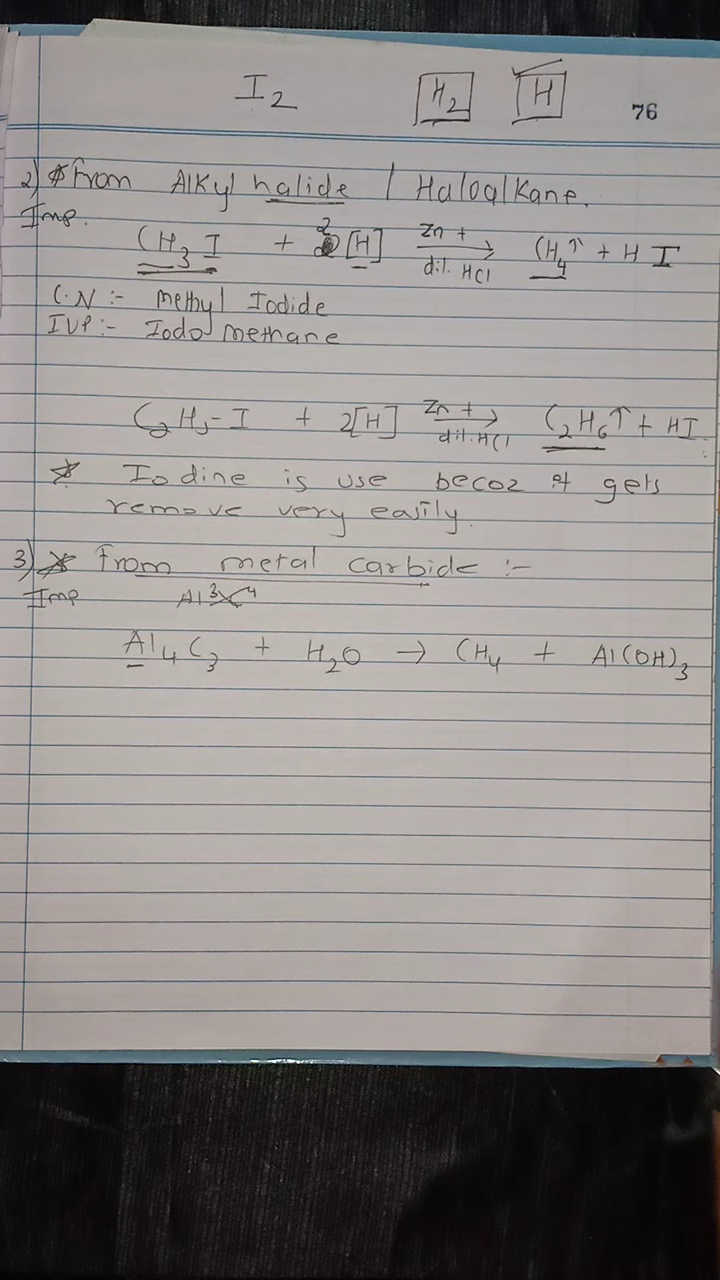 I₂ H₂ H 76
2) * From Alkyl halide / Haloalkane.
Imp.
CH₃I + 2[H] Zn + → dil. HCl CH₄↑ + HI
C.N :- Methyl Iodide
IUP :- Iodo methane
C₂H₅-I + 2[H] Zn + → dil. HCl C₂H₆↑ + HI
* Iodine is use becoz it gets
remove very easily.
3) * From metal carbide :-
Imp Al³ C⁴
Al₄C₃ + H₂O → CH₄ + Al(OH)₃